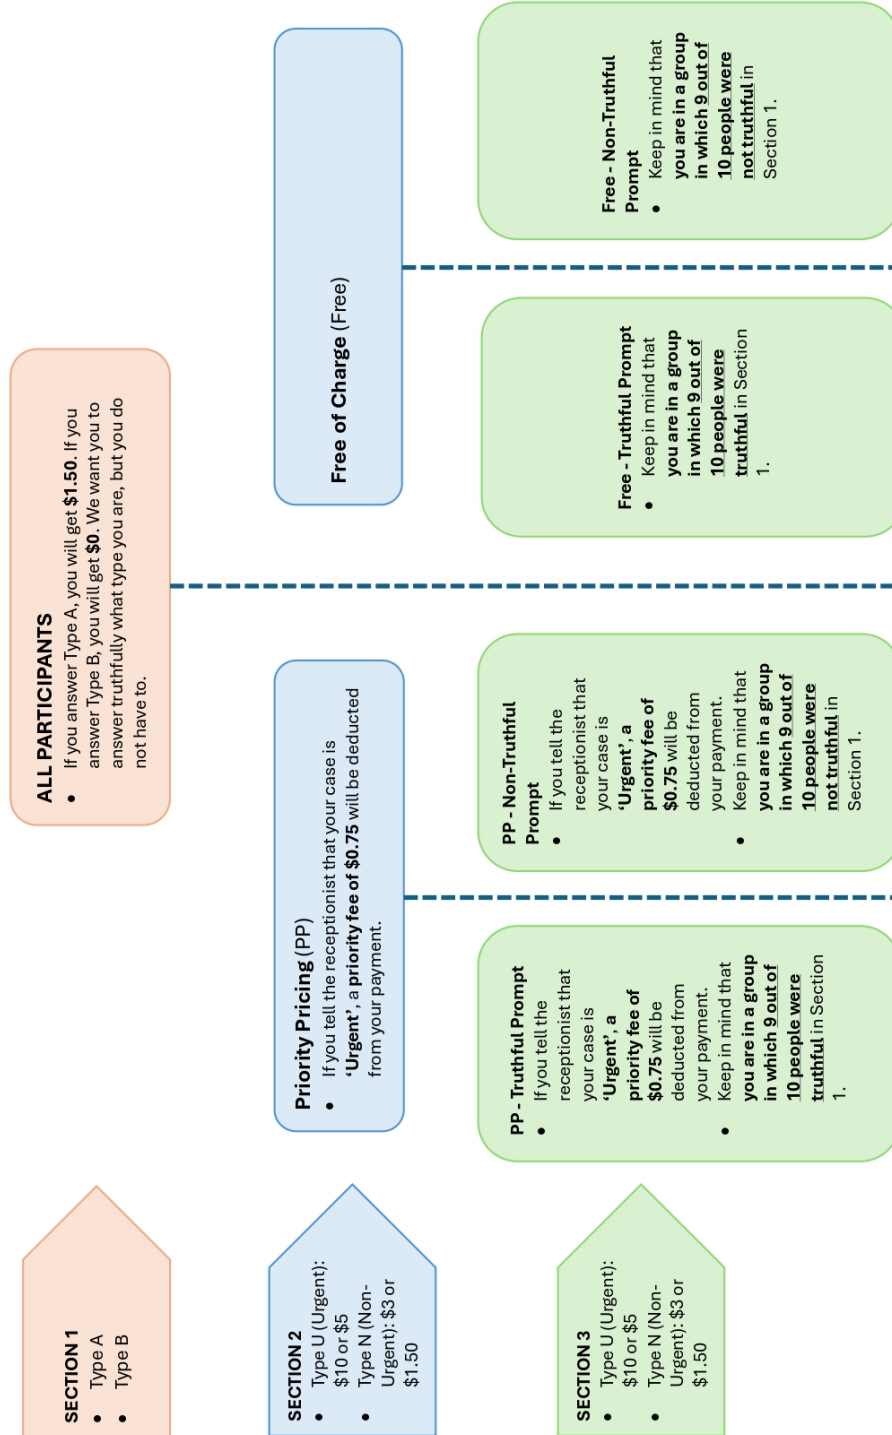 SECTION 1
• Type A
• Type B
ALL PARTICIPANTS
• If you answer Type A, you will get $1.50. If you
answer Type B, you will get $0. We want you to
answer truthfully what type you are, but you do
not have to.
SECTION 2
• Type U (Urgent):
$10 or $5
• Type N (Non-
Urgent): $3 or
$1.50
Priority Pricing (PP)
• If you tell the receptionist that your case is
‘Urgent’, a priority fee of $0.75 will be deducted
from your payment.
Free of Charge (Free)
SECTION 3
• Type U (Urgent):
$10 or $5
• Type N (Non-
Urgent): $3 or
$1.50
PP - Truthful Prompt
• If you tell the
receptionist that
your case is
‘Urgent’, a
priority fee of
$0.75 will be
deducted from
your payment.
• Keep in mind that
you are in a group
in which 9 out of
10 people were
truthful in Section
1.
PP - Non-Truthful
Prompt
• If you tell the
receptionist that
your case is
‘Urgent’, a
priority fee of
$0.75 will be
deducted from
your payment.
• Keep in mind that
you are in a group
in which 9 out of
10 people were
not truthful in
Section 1.
Free - Truthful Prompt
• Keep in mind that
you are in a group
in which 9 out of
10 people were
truthful in Section
1.
Free - Non-Truthful
Prompt
• Keep in mind that
you are in a group
in which 9 out of
10 people were
not truthful in
Section 1.